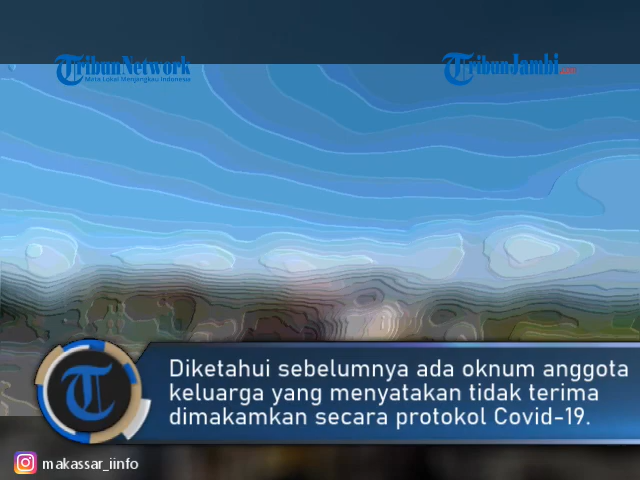 TribunNetwork
Mata Lokal Menjangkau Indonesia
TribunJambi.com
Diketahui sebelumnya ada oknum anggota
keluarga yang menyatakan tidak terima
dimakamkan secara protokol Covid-19.
T
makassar_iinfo